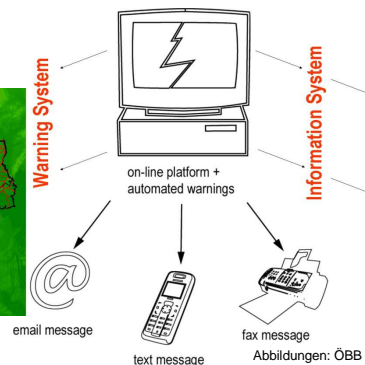 Warning System
Information System
on-line platform +
automated warnings
@
email message
text message
fax message
Abbildungen: ÖBB